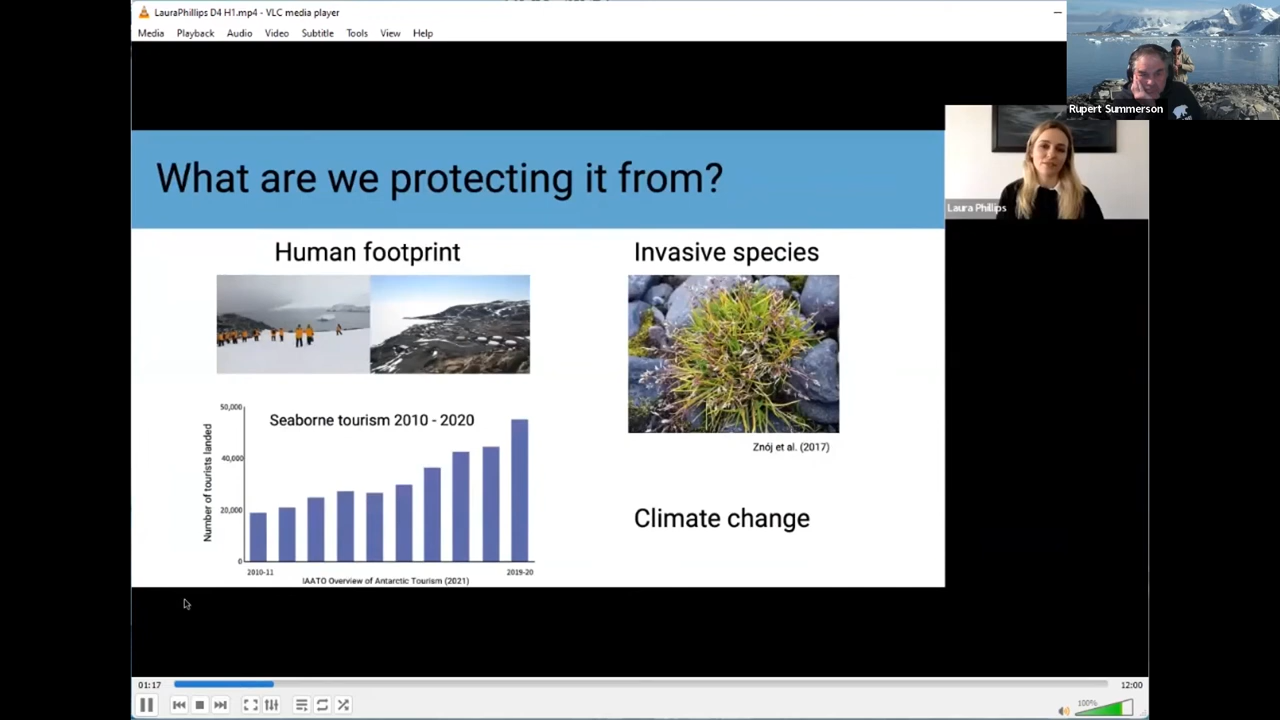 LauraPhillips D4 H1.mp4 - VLC media player
Media Playback Audio Video Subtitle Tools View Help
Rupert Summerson
What are we protecting it from?
Laura Phillips
Human footprint
Invasive species
Znój et al. (2017)
Seaborne tourism 2010 - 2020
Number of tourists landed
50,000
40,000
20,000
0
2010-11
2019-20
IAATO Overview of Antarctic Tourism (2021)
Climate change
01:17
12:00
100%